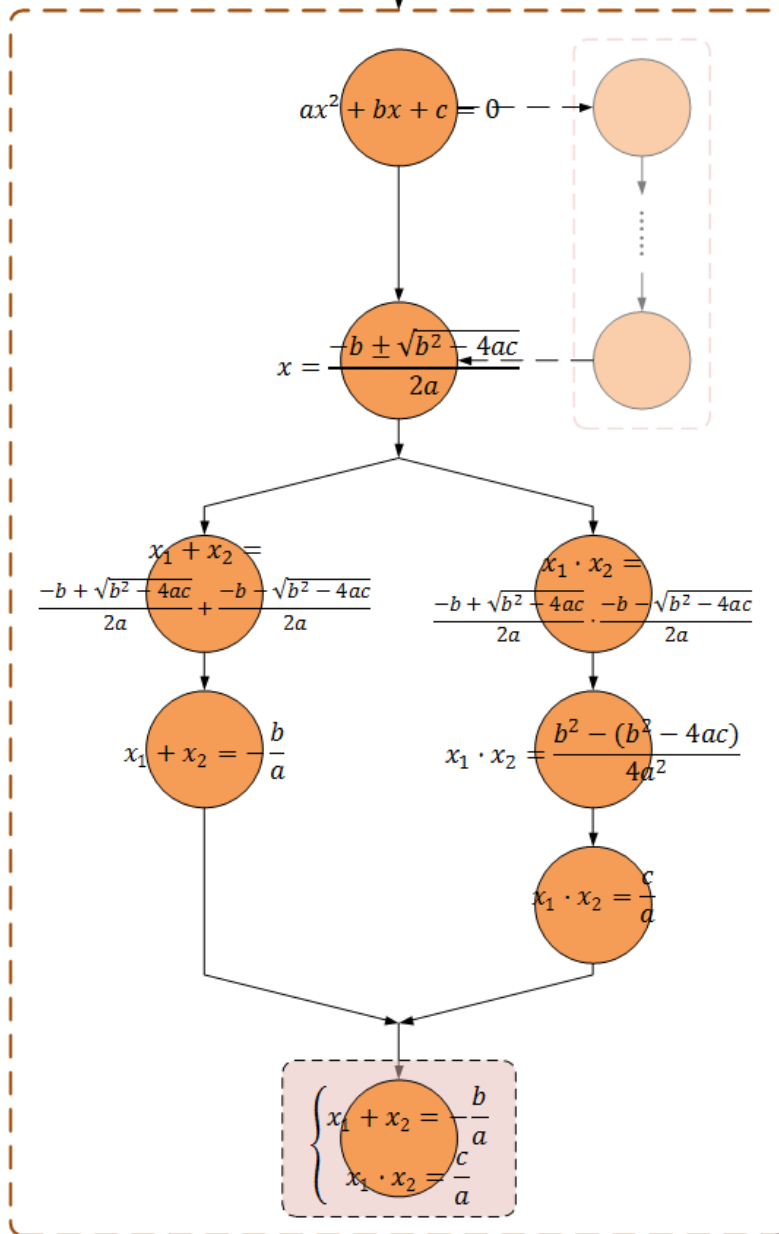 ax² + bx + c = 0
x = (-b ± √(b² - 4ac))/(2a)
x₁ + x₂ =
(-b + √(b² - 4ac))/(2a) + (-b - √(b² - 4ac))/(2a)
x₁ · x₂ =
(-b + √(b² - 4ac))/(2a) · (-b - √(b² - 4ac))/(2a)
x₁ + x₂ = -b/a
x₁ · x₂ = (b² - (b² - 4ac))/(4a²)
x₁ · x₂ = c/a
{ x₁ + x₂ = -b/a
x₁ · x₂ = c/a